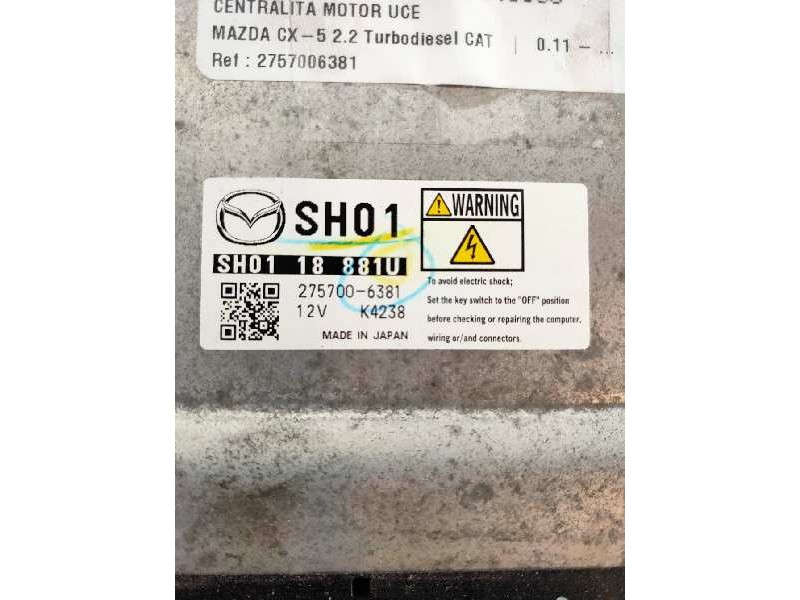 CENTRALITA MOTOR UCE
MAZDA CX-5 2.2 Turbodiesel CAT | 0.11 - ...
Ref : 2757006381
SH01
SH01 18 881U
275700-6381
12V K4238
MADE IN JAPAN
WARNING
To avoid electric shock;
Set the key switch to the "OFF" position
before checking or repairing the computer,
wiring or/and connectors.